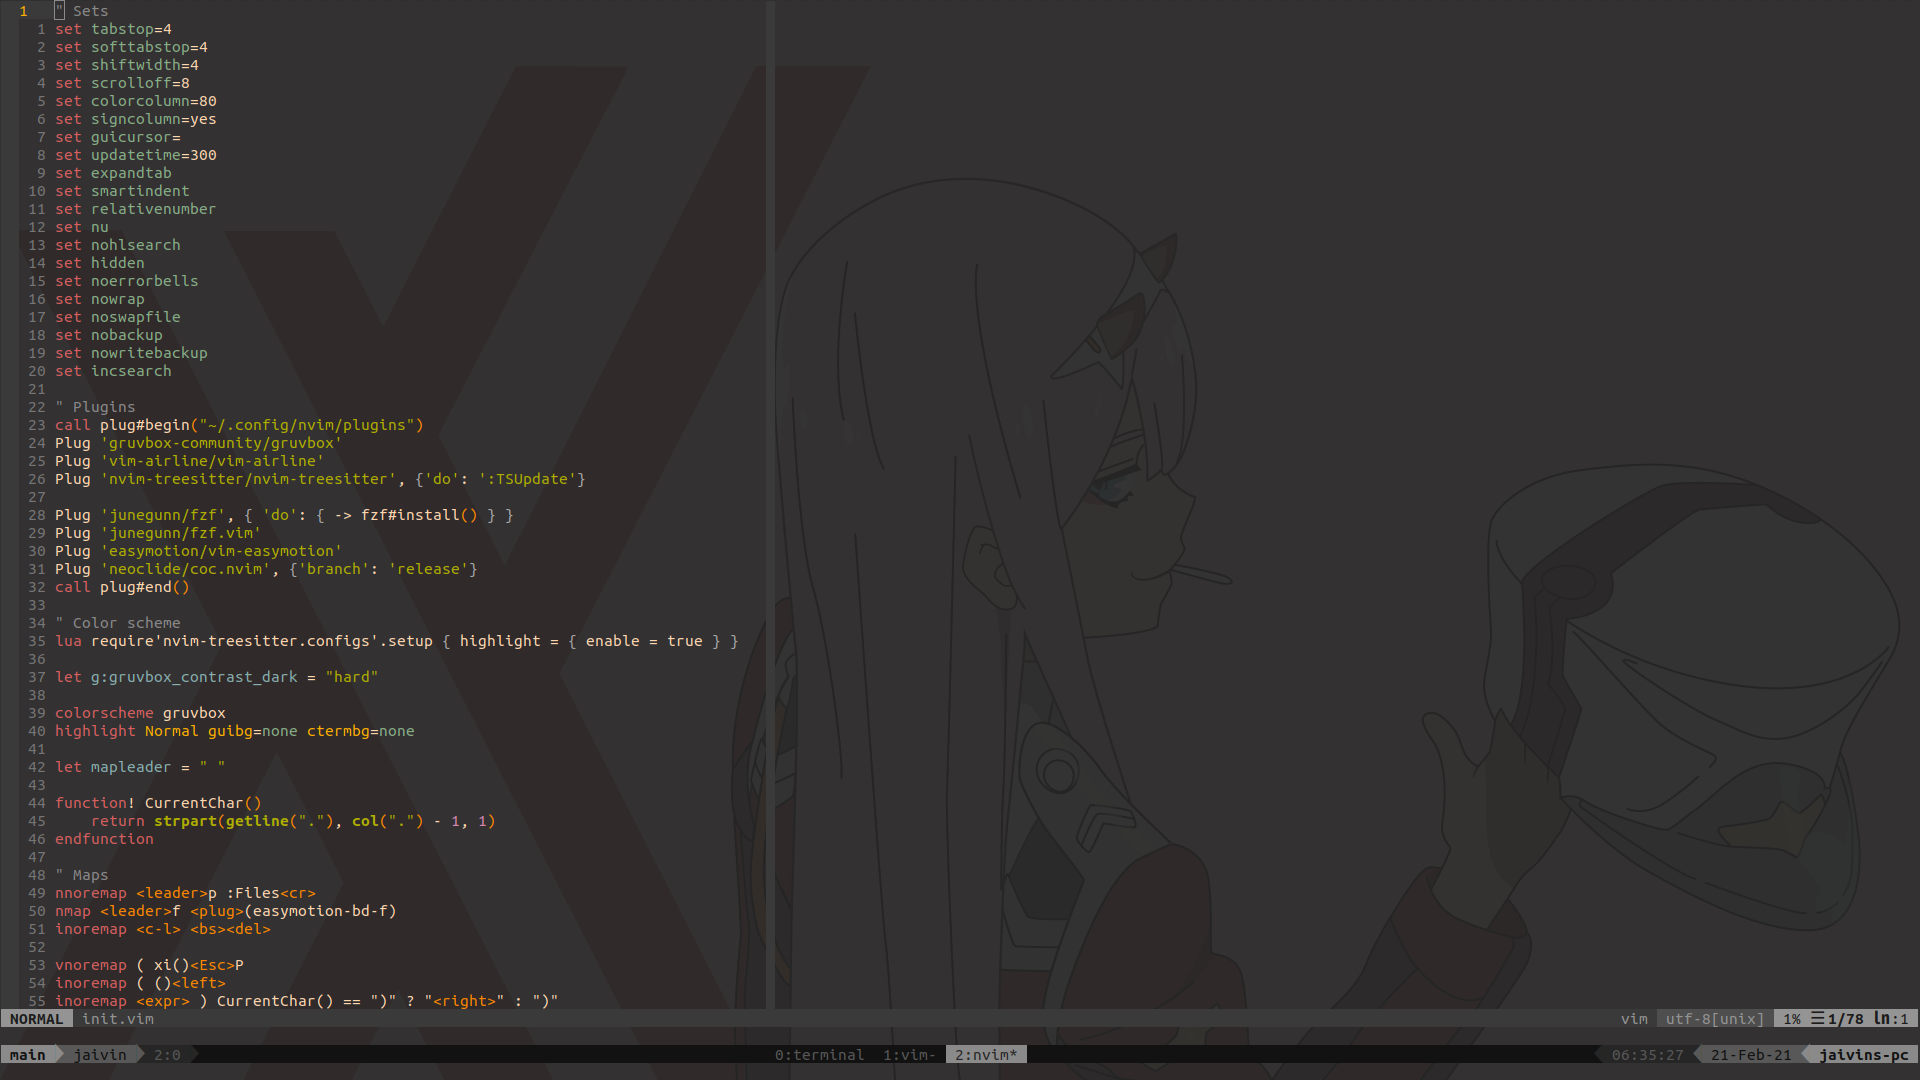 1   " Sets
  1 set tabstop=4
  2 set softtabstop=4
  3 set shiftwidth=4
  4 set scrolloff=8
  5 set colorcolumn=80
  6 set signcolumn=yes
  7 set guicursor=
  8 set updatetime=300
  9 set expandtab
 10 set smartindent
 11 set relativenumber
 12 set nu
 13 set nohlsearch
 14 set hidden
 15 set noerrorbells
 16 set nowrap
 17 set noswapfile
 18 set nobackup
 19 set nowritebackup
 20 set incsearch
 21
 22 " Plugins
 23 call plug#begin("~/.config/nvim/plugins")
 24 Plug 'gruvbox-community/gruvbox'
 25 Plug 'vim-airline/vim-airline'
 26 Plug 'nvim-treesitter/nvim-treesitter', {'do': ':TSUpdate'}
 27
 28 Plug 'junegunn/fzf', { 'do': { -> fzf#install() } }
 29 Plug 'junegunn/fzf.vim'
 30 Plug 'easymotion/vim-easymotion'
 31 Plug 'neoclide/coc.nvim', {'branch': 'release'}
 32 call plug#end()
 33
 34 " Color scheme
 35 lua require'nvim-treesitter.configs'.setup { highlight = { enable = true } }
 36
 37 let g:gruvbox_contrast_dark = "hard"
 38
 39 colorscheme gruvbox
 40 highlight Normal guibg=none ctermbg=none
 41
 42 let mapleader = " "
 43
 44 function! CurrentChar()
 45     return strpart(getline("."), col(".") - 1, 1)
 46 endfunction
 47
 48 " Maps
 49 nnoremap <leader>p :Files<cr>
 50 nmap <leader>f <plug>(easymotion-bd-f)
 51 inoremap <c-l> <bs><del>
 52
 53 vnoremap ( xi()<Esc>P
 54 inoremap ( ()<left>
 55 inoremap <expr> ) CurrentChar() == ")" ? "<right>" : ")"
NORMAL init.vim vim utf-8[unix] 1% ☰1/78 ln:1
main jaivin 2:0 0:terminal 1:vim- 2:nvim* 06:35:27 21-Feb-21 jaivins-pc